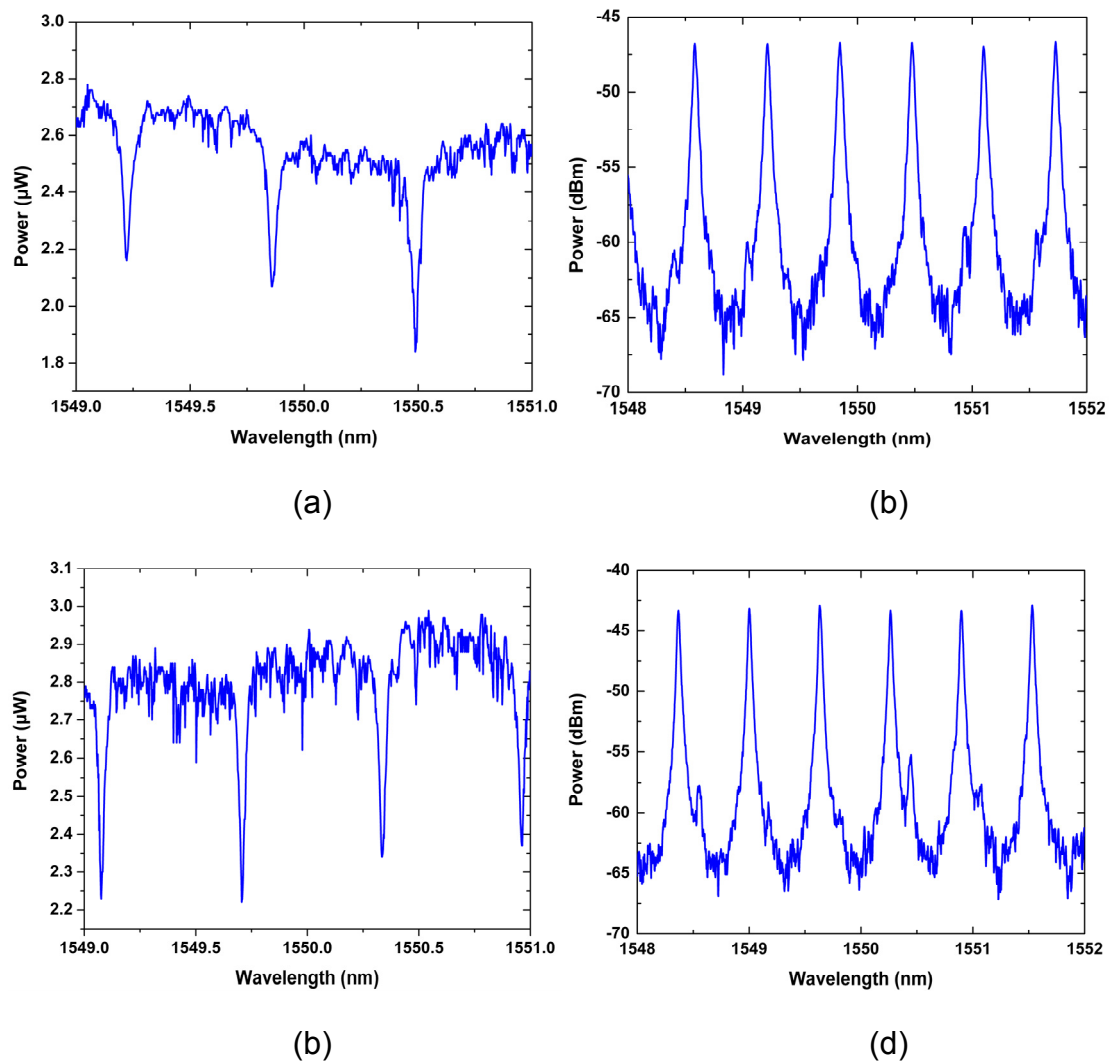 3.0
2.8
2.6
2.4
2.2
2.0
1.8
Power (µW)
1549.0 1549.5 1550.0 1550.5 1551.0
Wavelength (nm)
(a)
-45
-50
-55
-60
-65
-70
Power (dBm)
1548 1549 1550 1551 1552
Wavelength (nm)
(b)
3.1
3.0
2.9
2.8
2.7
2.6
2.5
2.4
2.3
2.2
Power (µW)
1549.0 1549.5 1550.0 1550.5 1551.0
Wavelength (nm)
(b)
-40
-45
-50
-55
-60
-65
-70
Power (dBm)
1548 1549 1550 1551 1552
Wavelength (nm)
(d)